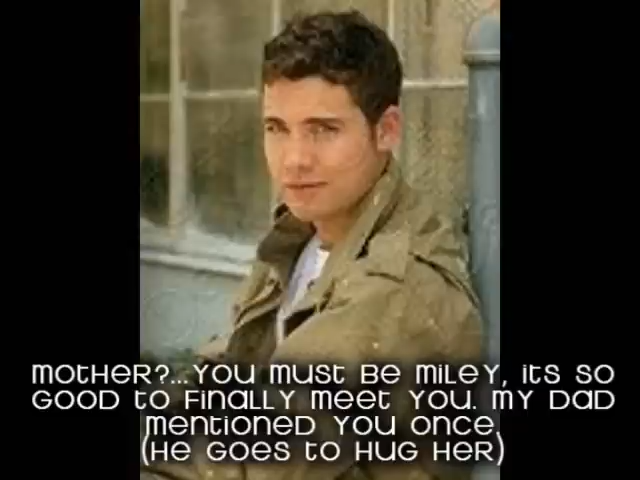 MOTHER?...YOU MUST BE MILEY, ITS SO
GOOD TO FINALLY MEET YOU. MY DAD
MENTIONED YOU ONCE.
(HE GOES TO HUG HER)